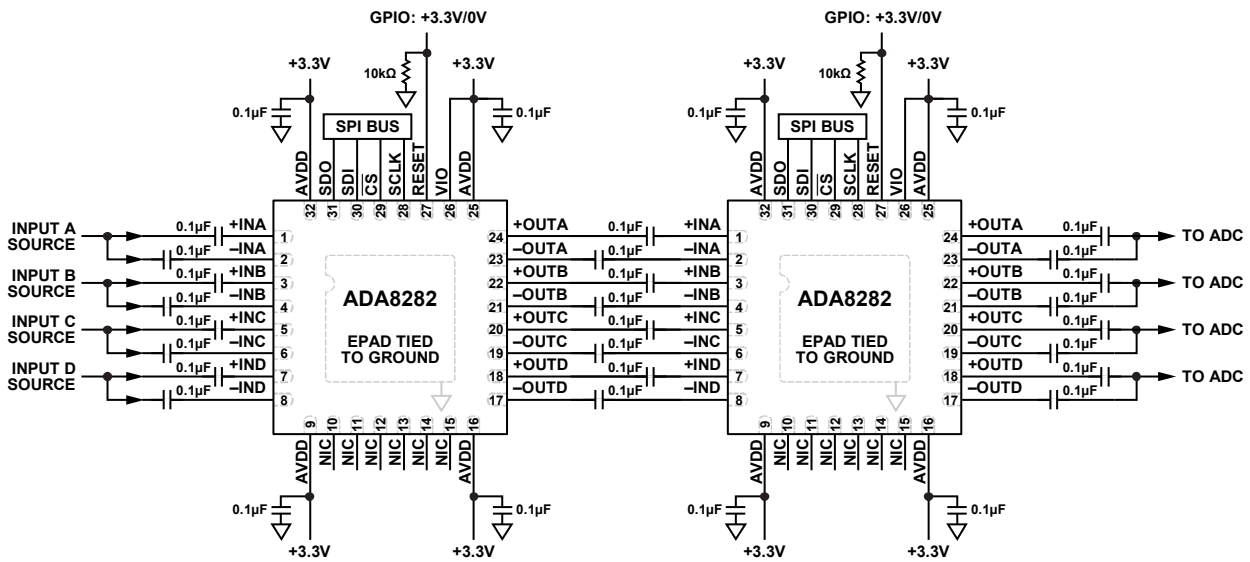 GPIO: +3.3V/0V
GPIO: +3.3V/0V
+3.3V
10kΩ
+3.3V
+3.3V
10kΩ
+3.3V
0.1µF
0.1µF
0.1µF
0.1µF
SPI BUS
SPI BUS
AVDD
SDO
SDI
CS
SCLK
RESET
VIO
AVDD
AVDD
SDO
SDI
CS
SCLK
RESET
VIO
AVDD
32
31
30
29
28
27
26
25
32
31
30
29
28
27
26
25
INPUT A
SOURCE
0.1µF
+INA
1
0.1µF
–INA
2
INPUT B
SOURCE
0.1µF
+INB
3
0.1µF
–INB
4
INPUT C
SOURCE
0.1µF
+INC
5
0.1µF
–INC
6
INPUT D
SOURCE
0.1µF
+IND
7
0.1µF
–IND
8
ADA8282
EPAD TIED
TO GROUND
24
+OUTA
0.1µF
+INA
1
23
–OUTA
0.1µF
–INA
2
22
+OUTB
0.1µF
+INB
3
21
–OUTB
0.1µF
–INB
4
20
+OUTC
0.1µF
+INC
5
19
–OUTC
0.1µF
–INC
6
18
+OUTD
0.1µF
+IND
7
17
–OUTD
0.1µF
–IND
8
ADA8282
EPAD TIED
TO GROUND
24
+OUTA
0.1µF
TO ADC
23
–OUTA
0.1µF
22
+OUTB
0.1µF
TO ADC
21
–OUTB
0.1µF
20
+OUTC
0.1µF
TO ADC
19
–OUTC
0.1µF
18
+OUTD
0.1µF
TO ADC
17
–OUTD
0.1µF
9
10
11
12
13
14
15
16
9
10
11
12
13
14
15
16
AVDD
NIC
NIC
NIC
NIC
NIC
NIC
AVDD
AVDD
NIC
NIC
NIC
NIC
NIC
NIC
AVDD
0.1µF
0.1µF
0.1µF
0.1µF
+3.3V
+3.3V
+3.3V
+3.3V